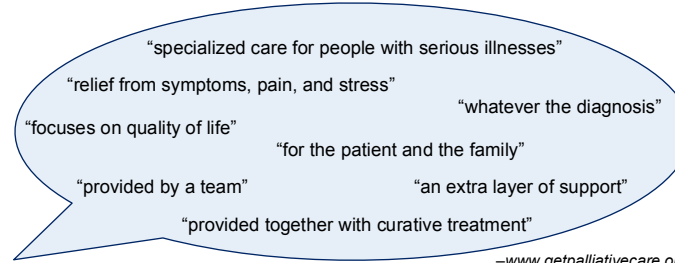 “specialized care for people with serious illnesses”
“relief from symptoms, pain, and stress”
“whatever the diagnosis”
“focuses on quality of life”
“for the patient and the family”
“provided by a team” “an extra layer of support”
“provided together with curative treatment”